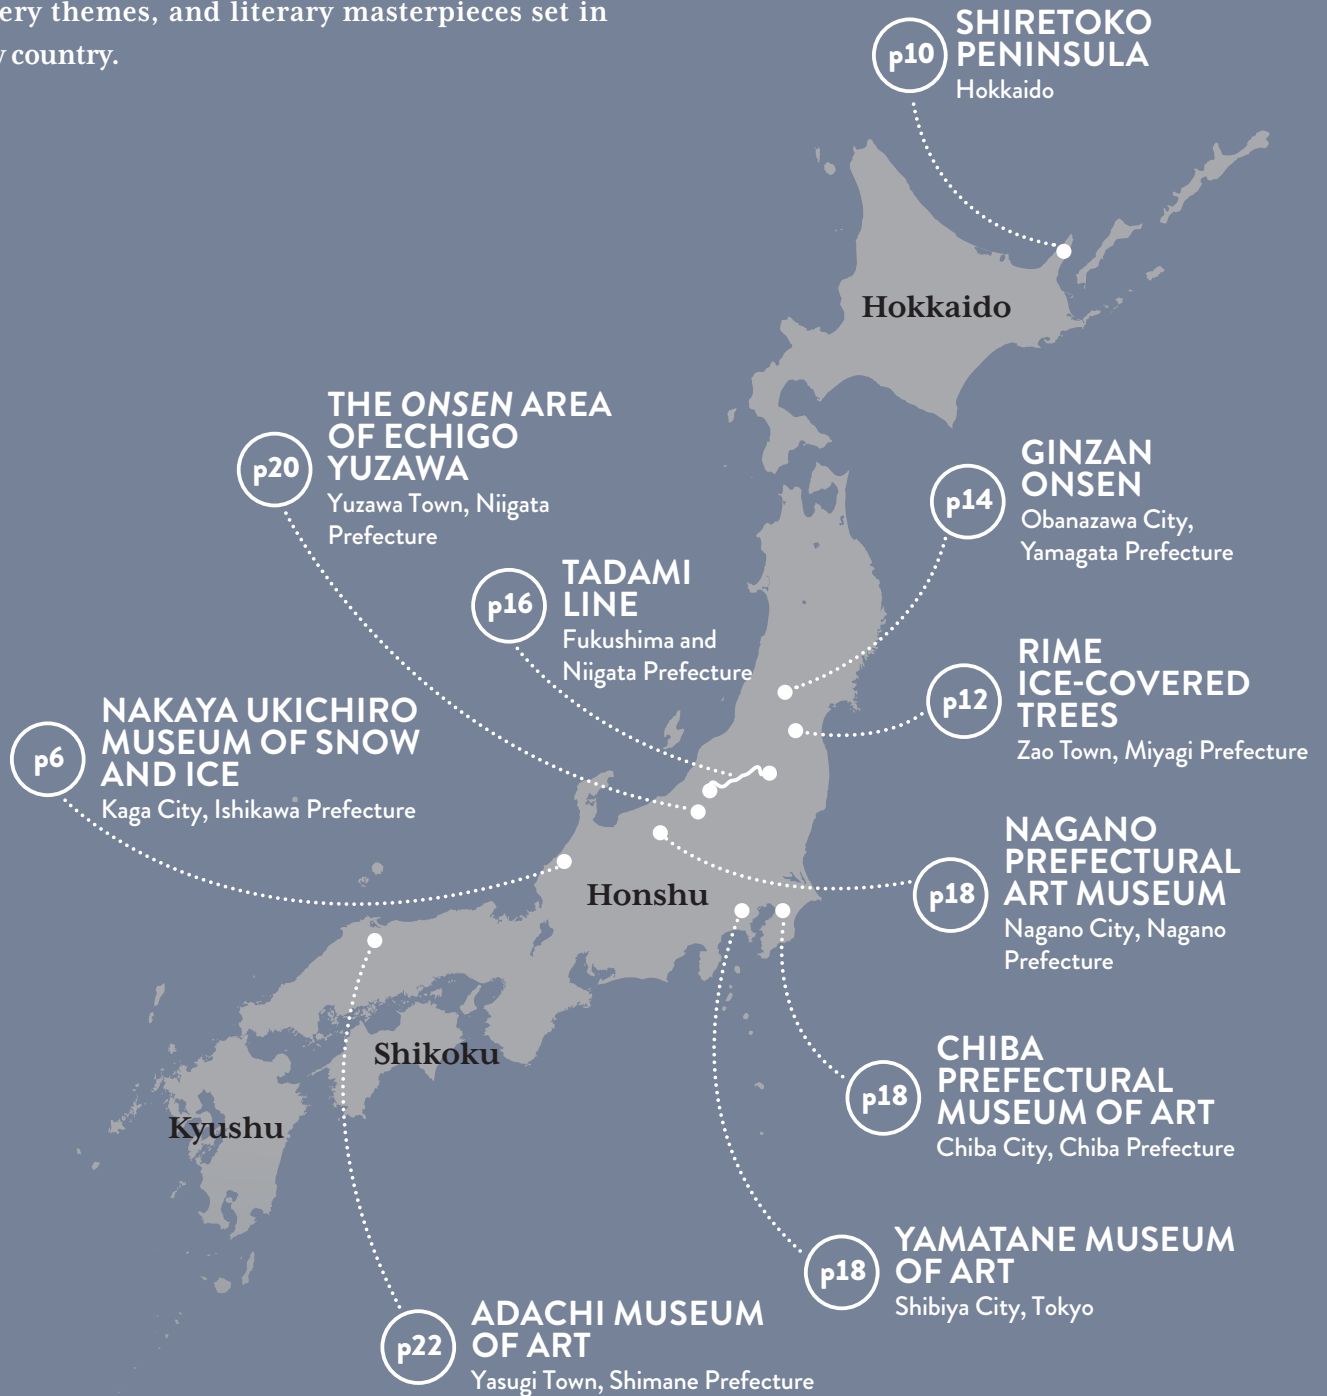 ery themes, and literary masterpieces set in
country.
p10
SHIRETOKO
PENINSULA
Hokkaido
Hokkaido
THE ONSEN AREA
OF ECHIGO
YUZAWA
p20
Yuzawa Town, Niigata
Prefecture
GINZAN
ONSEN
p14
Obanazawa City,
Yamagata Prefecture
TADAMI
LINE
p16
Fukushima and
Niigata Prefecture
RIME
ICE-COVERED
TREES
p12
Zao Town, Miyagi Prefecture
NAKAYA UKICHIRO
MUSEUM OF SNOW
AND ICE
p6
Kaga City, Ishikawa Prefecture
NAGANO
PREFECTURAL
ART MUSEUM
p18
Nagano City, Nagano
Prefecture
Honshu
Shikoku
Kyushu
CHIBA
PREFECTURAL
MUSEUM OF ART
p18
Chiba City, Chiba Prefecture
YAMATANE MUSEUM
OF ART
p18
Shibiya City, Tokyo
ADACHI MUSEUM
OF ART
p22
Yasugi Town, Shimane Prefecture